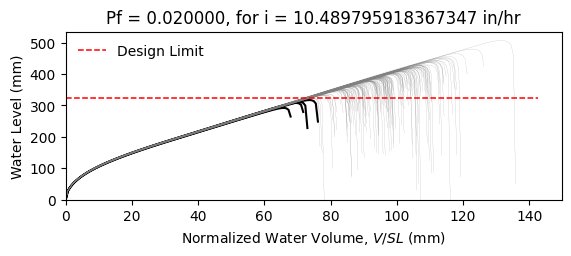 Pf = 0.020000, for i = 10.489795918367347 in/hr
Design Limit
Water Level (mm)
500
400
300
200
100
0
0 20 40 60 80 100 120 140
Normalized Water Volume, V/SL (mm)